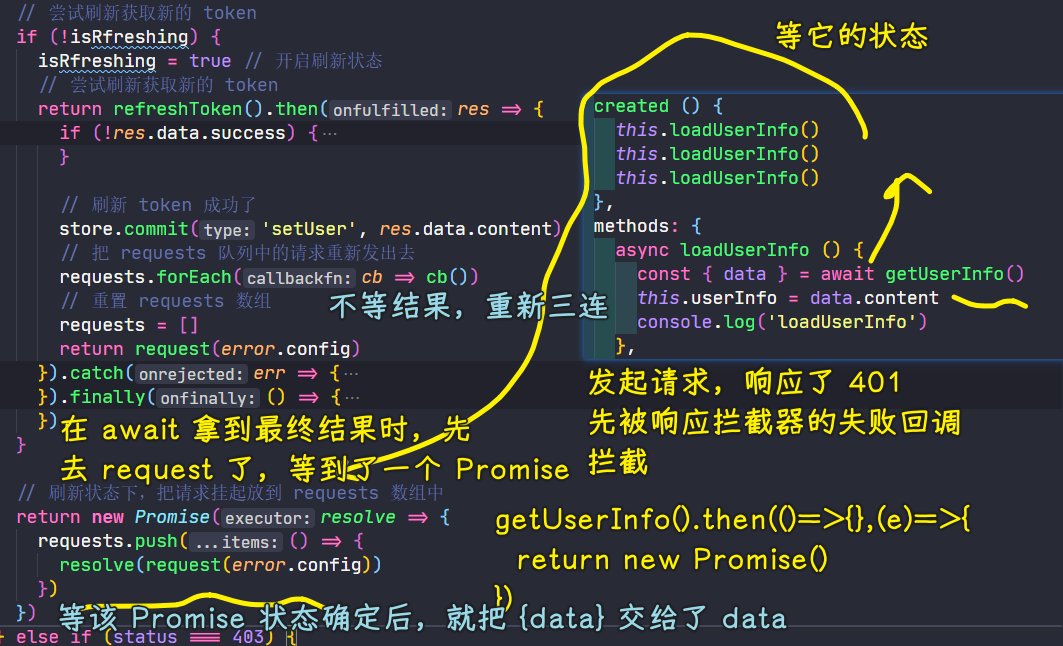 // 尝试刷新获取新的 token
if (!isRfreshing) {
isRfreshing = true // 开启刷新状态
// 尝试刷新获取新的 token
return refreshToken().then(onfulfilled: res => {
if (!res.data.success) {…
}
// 刷新 token 成功了
store.commit(type: 'setUser', res.data.content)
// 把 requests 队列中的请求重新发出去
requests.forEach(callbackfn: cb => cb())
// 重置 requests 数组
requests = []
return request(error.config)
}).catch(onrejected: err => {…
}).finally(onfinally: () => {…
})
}
// 刷新状态下，把请求挂起放到 requests 数组中
return new Promise(executor: resolve => {
requests.push(...items: () => {
resolve(request(error.config))
})
})
else if (status === 403) {
等它的状态
created () {
this.loadUserInfo()
this.loadUserInfo()
this.loadUserInfo()
},
methods: {
async loadUserInfo () {
const { data } = await getUserInfo()
this.userInfo = data.content
console.log('loadUserInfo')
},
不等结果，重新三连
发起请求，响应了 401
先被响应拦截器的失败回调
拦截
在 await 拿到最终结果时，先
去 request 了，等到了一个 Promise
getUserInfo().then(()=>{},(e)=>{
return new Promise()
})
等该 Promise 状态确定后，就把 {data} 交给了 data